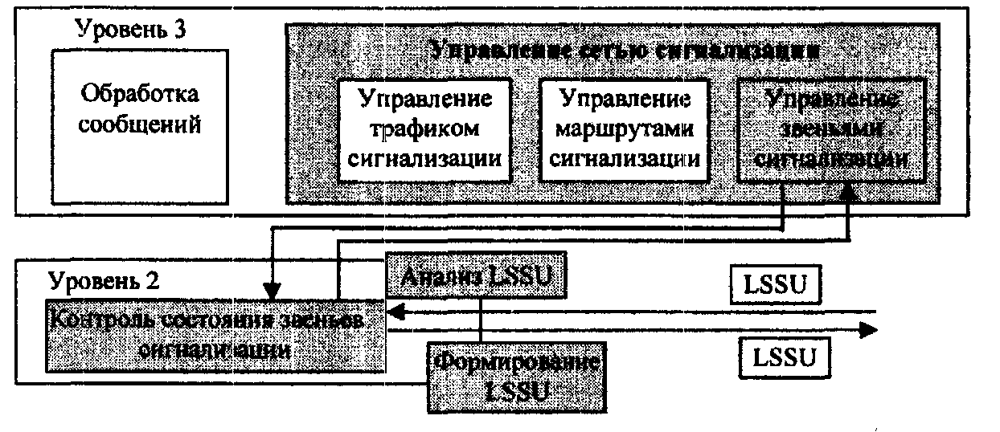 Уровень 3
Управление сетью сигнализации
Обработка
сообщений
Управление
трафиком
сигнализации
Управление
маршрутами
сигнализации
Управление
звеньями
сигнализации
Уровень 2
Анализ LSSU
LSSU
Контроль состояния звеньев
сигнализации
LSSU
Формирование
LSSU